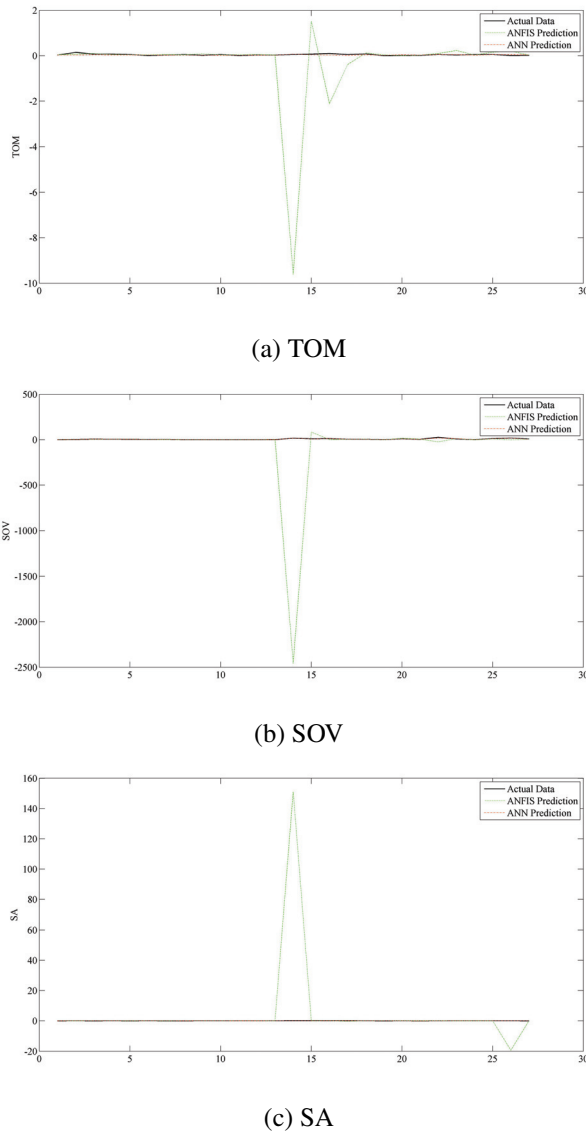 2
0
-2
-4
-6
-8
-10
TOM
0 5 10 15 20 25 30
Actual Data
ANFIS Prediction
ANN Prediction
(a) TOM
500
0
-500
-1000
-1500
-2000
-2500
SOV
0 5 10 15 20 25 30
Actual Data
ANFIS Prediction
ANN Prediction
(b) SOV
160
140
120
100
80
60
40
20
0
-20
SA
0 5 10 15 20 25 30
Actual Data
ANFIS Prediction
ANN Prediction
(c) SA